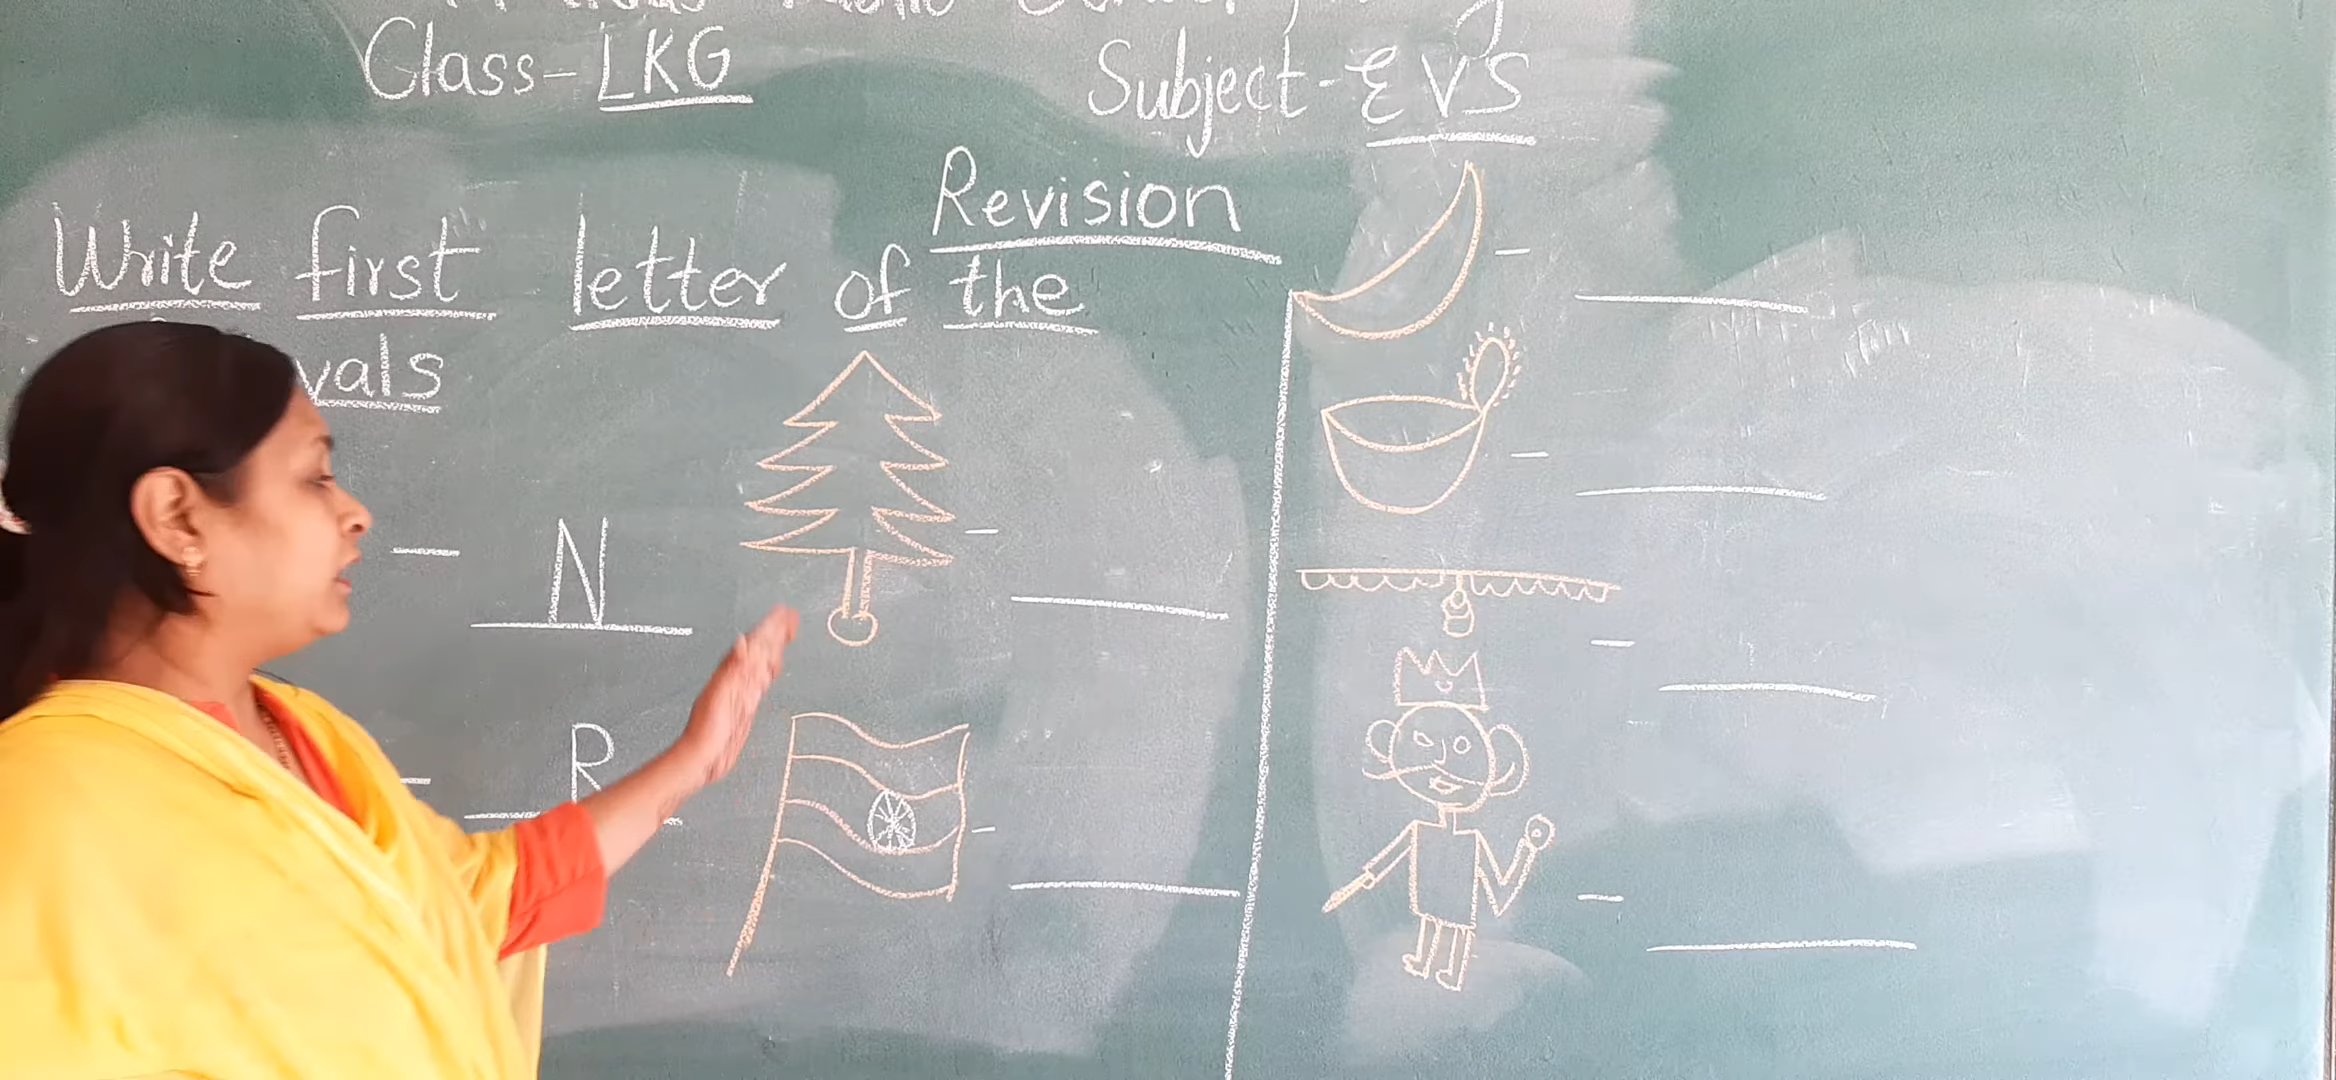 Class-LKG
Subject-EVS
Revision
Write first letter of the
vals
N
R